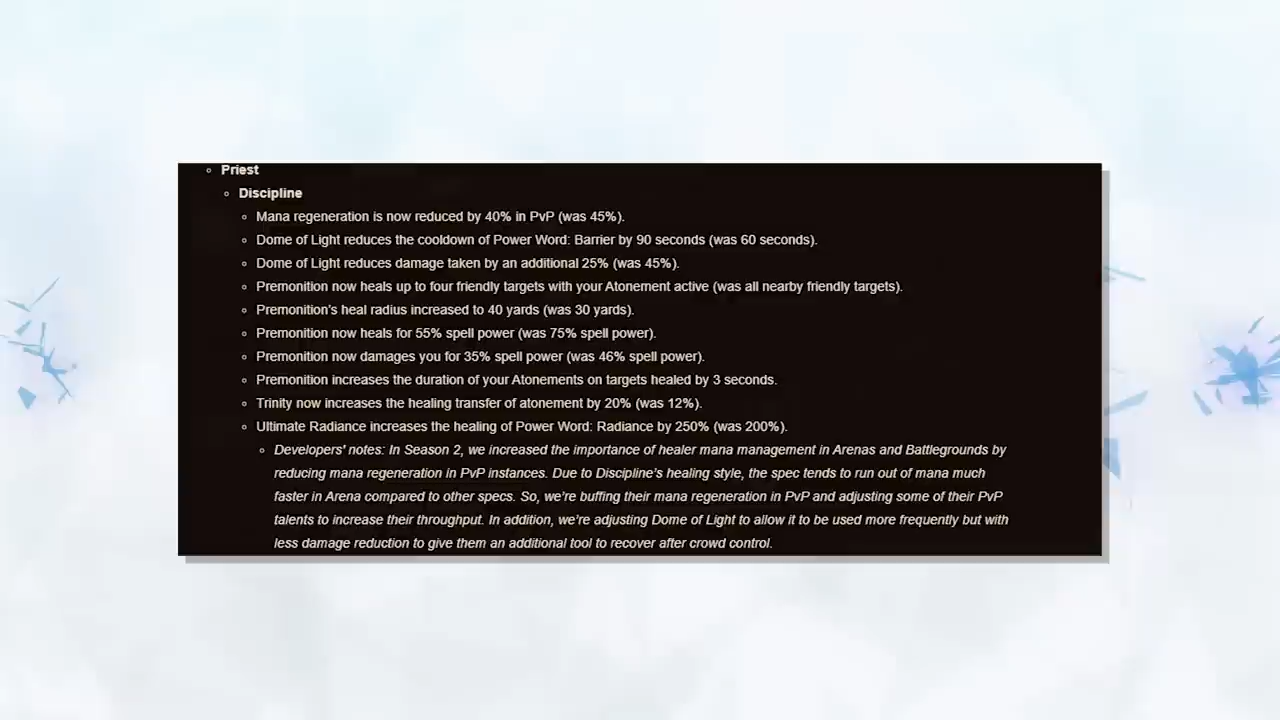 Priest
Discipline
Mana regeneration is now reduced by 40% in PvP (was 45%).
Dome of Light reduces the cooldown of Power Word: Barrier by 90 seconds (was 60 seconds).
Dome of Light reduces damage taken by an additional 25% (was 45%).
Premonition now heals up to four friendly targets with your Atonement active (was all nearby friendly targets).
Premonition's heal radius increased to 40 yards (was 30 yards).
Premonition now heals for 55% spell power (was 75% spell power).
Premonition now damages you for 35% spell power (was 46% spell power).
Premonition increases the duration of your Atonements on targets healed by 3 seconds.
Trinity now increases the healing transfer of atonement by 20% (was 12%).
Ultimate Radiance increases the healing of Power Word: Radiance by 250% (was 200%).
Developers' notes: In Season 2, we increased the importance of healer mana management in Arenas and Battlegrounds by
reducing mana regeneration in PvP instances. Due to Discipline's healing style, the spec tends to run out of mana much
faster in Arena compared to other specs. So, we're buffing their mana regeneration in PvP and adjusting some of their PvP
talents to increase their throughput. In addition, we're adjusting Dome of Light to allow it to be used more frequently but with
less damage reduction to give them an additional tool to recover after crowd control.